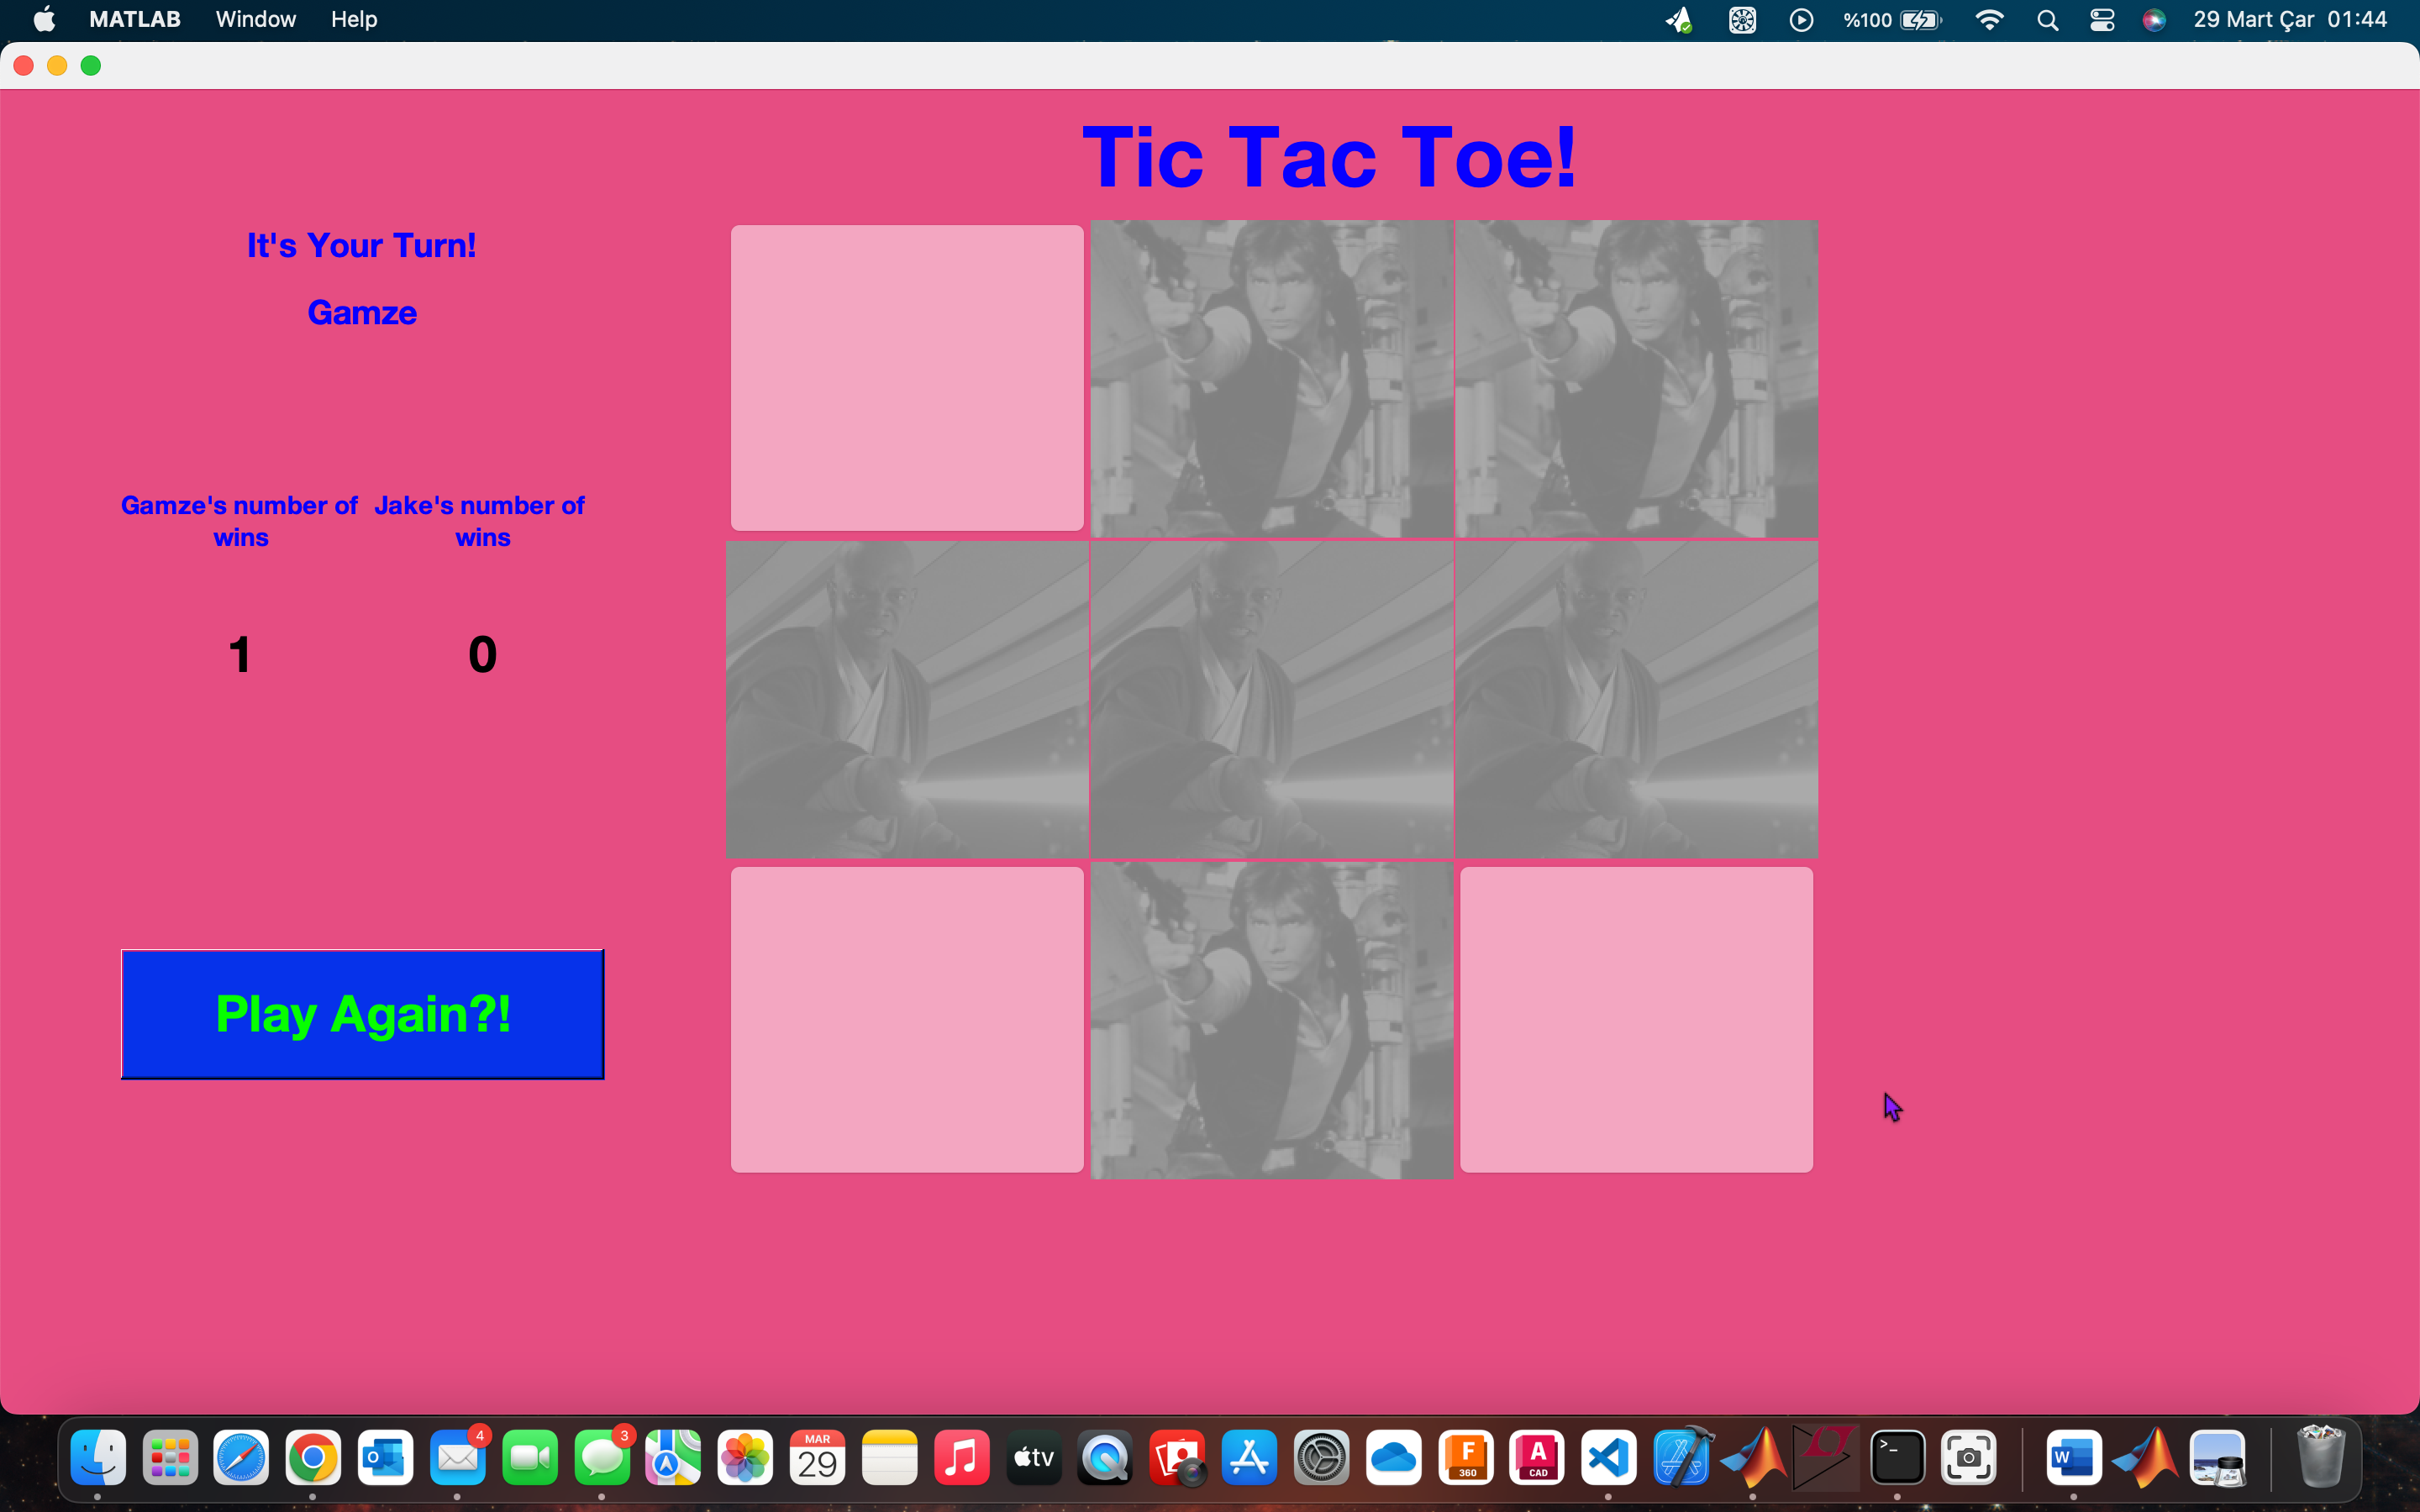 MATLAB Window Help %100 29 Mart Çar 01:44
Tic Tac Toe!
It's Your Turn!
Gamze
Gamze's number of wins
Jake's number of wins
1 0
Play Again?!
4
3
MAR
29
tv
F
360
A
CAD
>_
W